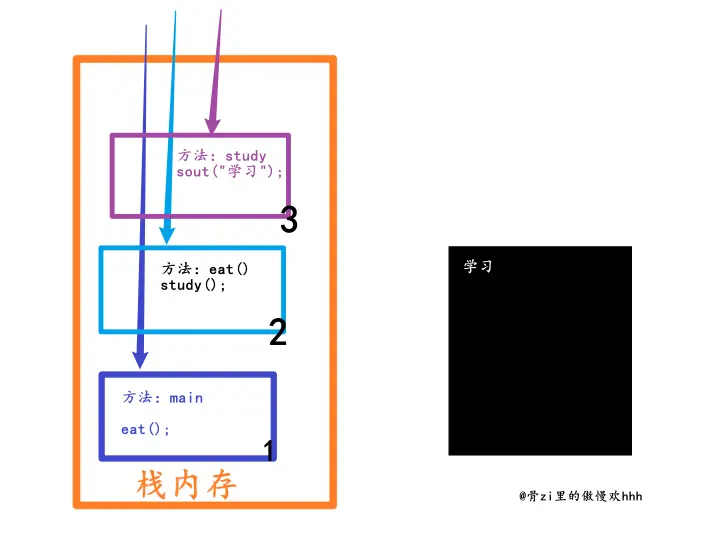 方法: study
sout("学习");
3
方法: eat()
study();
2
方法: main
eat();
1
栈内存
学习
@骨zi里的傲慢欢hhh